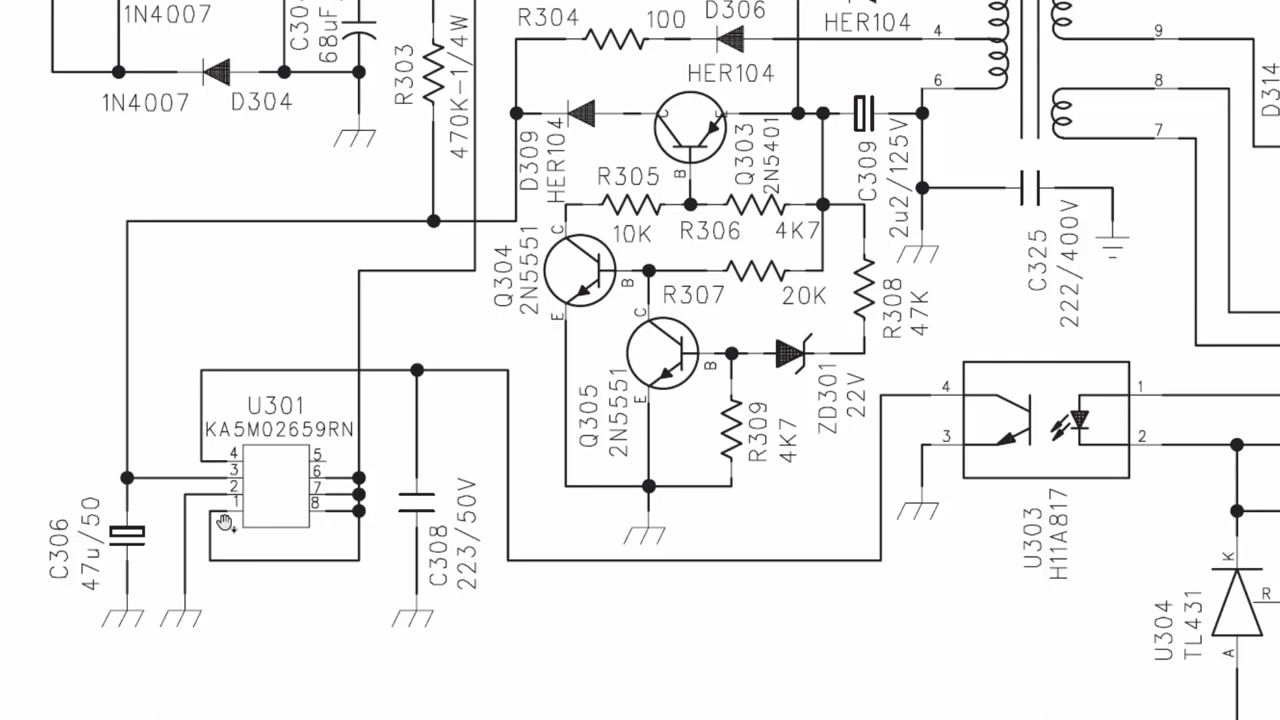 1N4007
68uF
R304
100
D306
HER104
4
9
1N4007
D304
R303
470K-1/4W
HER104
6
8
D314
D309
HER104
C
Q303
2N5401
B
C309
2u2/125V
7
R305
10K
R306
4K7
C325
222/400V
Q304
2N5551
C
B
E
R307
20K
R308
47K
Q305
2N5551
C
B
E
ZD301
22V
R309
4K7
U301
KA5M02659RN
4
3
2
1
5
6
7
8
C306
47u/50
C308
223/50V
4
3
1
2
U303
H11A817
K
R
A
U304
TL431